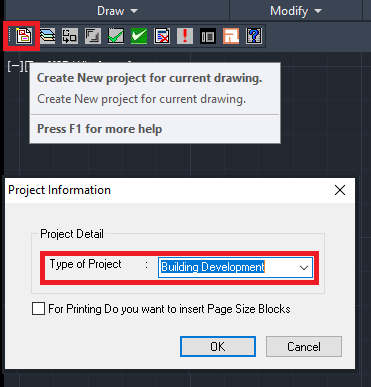 Draw
Modify
Create New project for current drawing.
Create New project for current drawing.
Press F1 for more help
Project Information
Project Detail
Type of Project :
Building Development
For Printing Do you want to insert Page Size Blocks
OK
Cancel